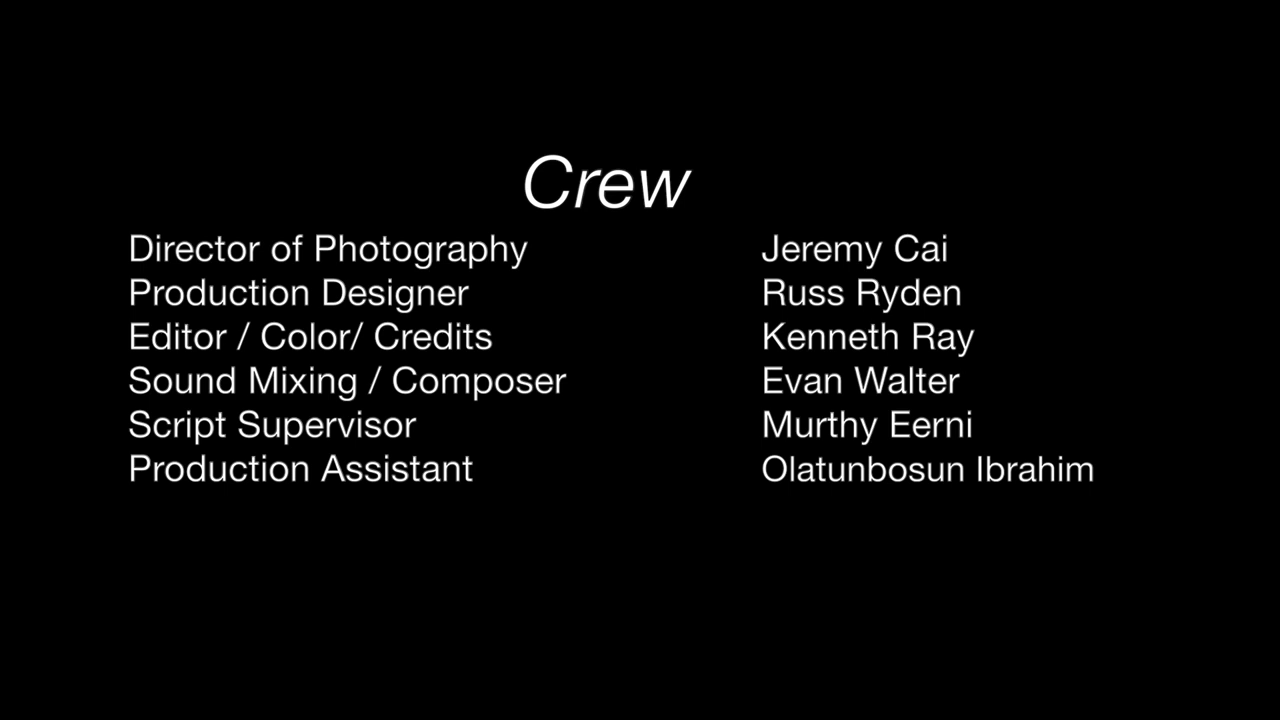 Crew
Director of Photography Jeremy Cai
Production Designer Russ Ryden
Editor / Color/ Credits Kenneth Ray
Sound Mixing / Composer Evan Walter
Script Supervisor Murthy Eerni
Production Assistant Olatunbosun Ibrahim